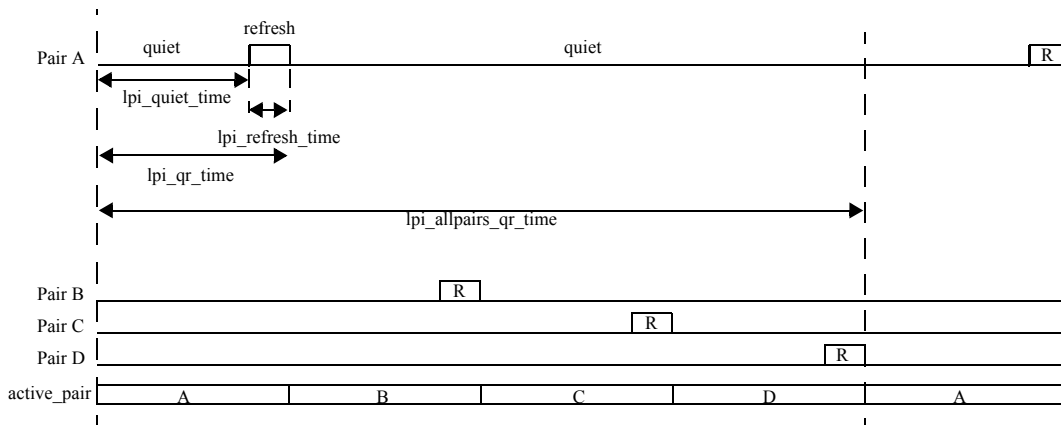 refresh
quiet quiet
Pair A R
lpi_quiet_time
lpi_refresh_time
lpi_qr_time
lpi_allpairs_qr_time
Pair B R
Pair C R
Pair D R
active_pair A B C D A